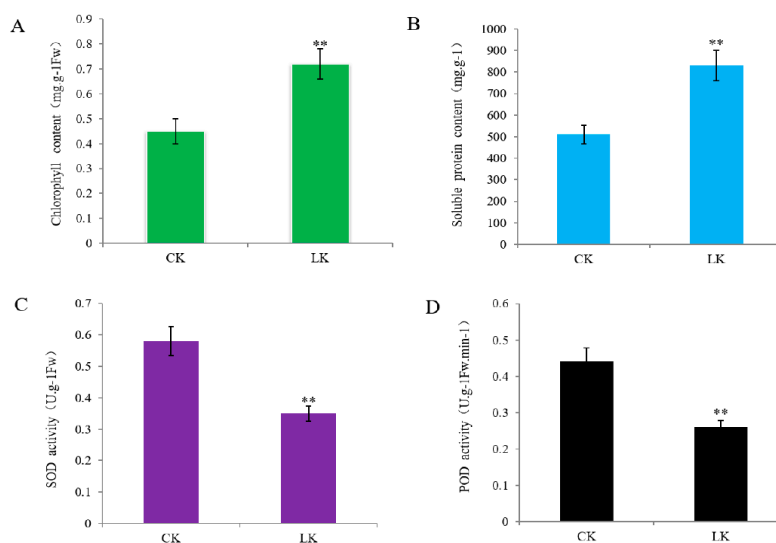 A
Chlorophyll content（mg.g-1Fw）
0.9
0.8
0.7
0.6
0.5
0.4
0.3
0.2
0.1
0
**
CK
LK
B
Soluble protein content（mg.g-1）
1000
900
800
700
600
500
400
300
200
100
0
**
CK
LK
C
SOD activity（U.g-1Fw）
0.7
0.6
0.5
0.4
0.3
0.2
0.1
0
**
CK
LK
D
POD activity（U.g-1Fw.min-1）
0.6
0.5
0.4
0.3
0.2
0.1
0
**
CK
LK